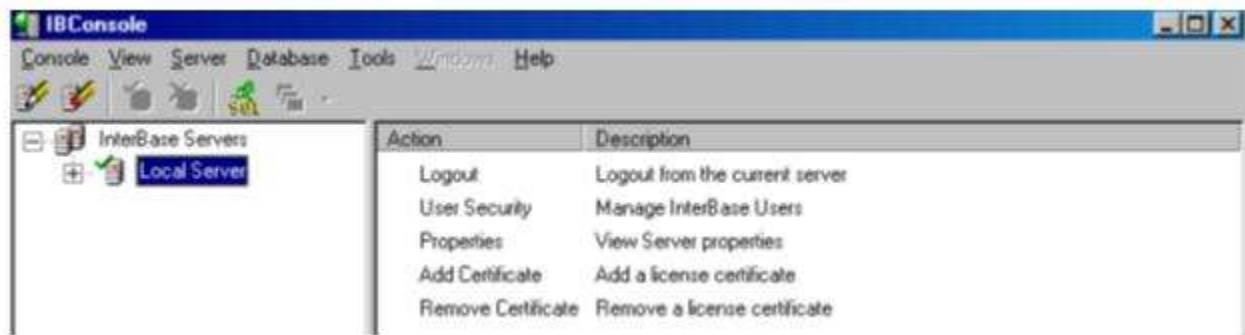 IBConsole
Console View Server Database Tools Windows Help
SQL
InterBase Servers
Local Server
Action Description
Logout Logout from the current server
User Security Manage InterBase Users
Properties View Server properties
Add Certificate Add a license certificate
Remove Certificate Remove a license certificate